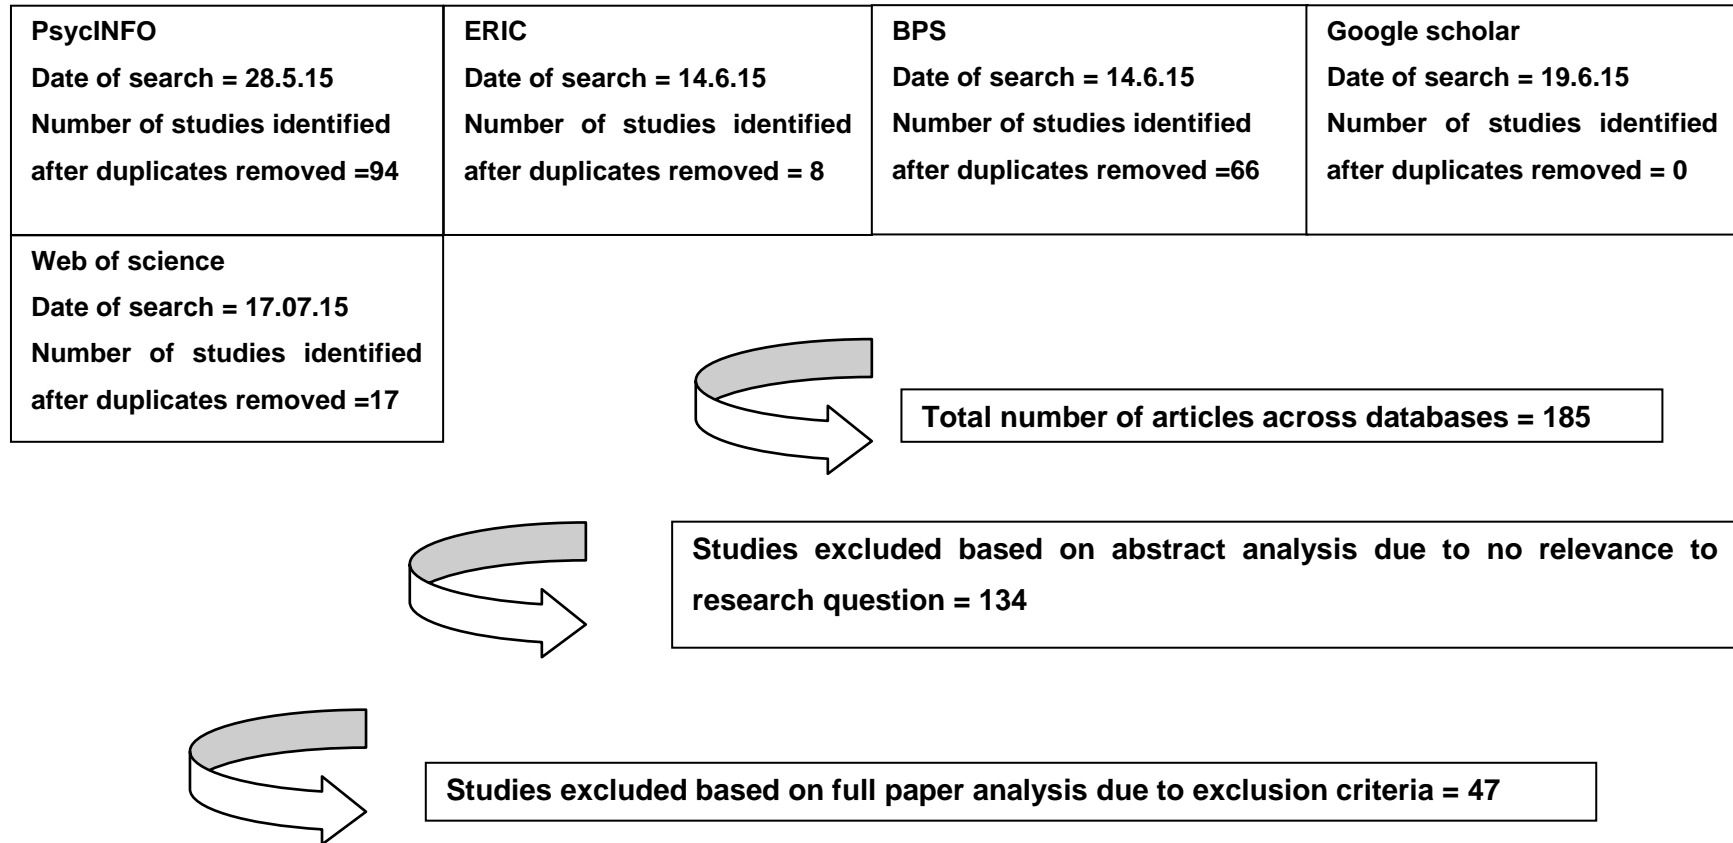 PsycINFO
Date of search = 28.5.15
Number of studies identified
after duplicates removed =94
ERIC
Date of search = 14.6.15
Number of studies identified
after duplicates removed = 8
BPS
Date of search = 14.6.15
Number of studies identified
after duplicates removed =66
Google scholar
Date of search = 19.6.15
Number of studies identified
after duplicates removed = 0
Web of science
Date of search = 17.07.15
Number of studies identified
after duplicates removed =17
Total number of articles across databases = 185
Studies excluded based on abstract analysis due to no relevance to
research question = 134
Studies excluded based on full paper analysis due to exclusion criteria = 47